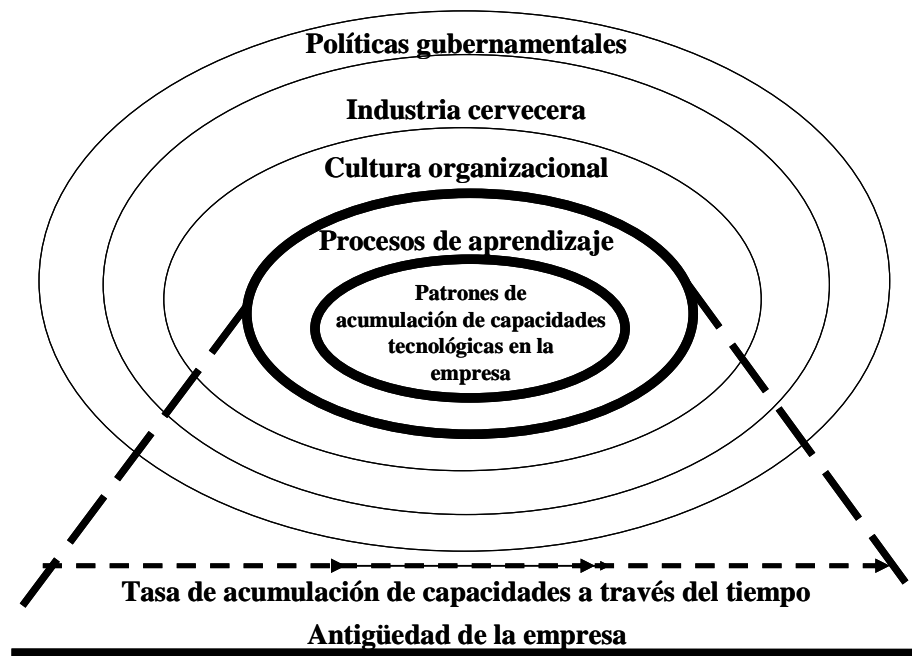 Políticas gubernamentales
Industria cervecera
Cultura organizacional
Procesos de aprendizaje
Patrones de
acumulación de capacidades
tecnológicas en la
empresa
Tasa de acumulación de capacidades a través del tiempo
Antigüedad de la empresa